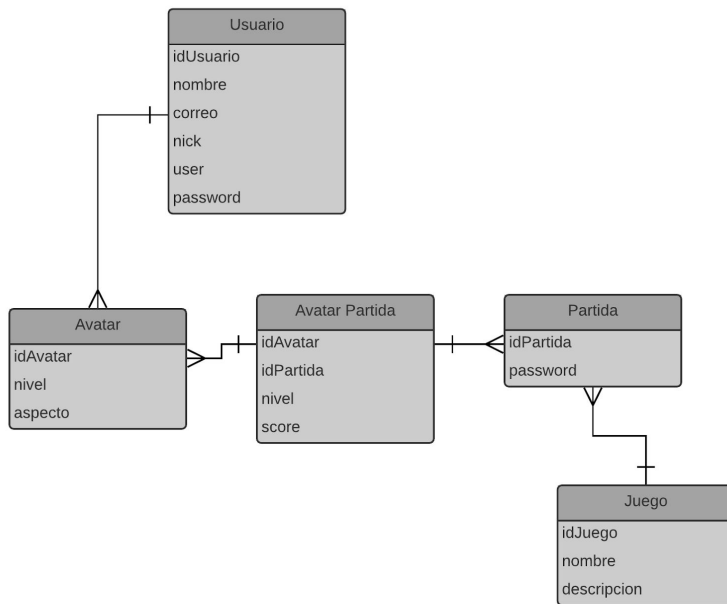 Usuario
idUsuario
nombre
correo
nick
user
password
Avatar
idAvatar
nivel
aspecto
Avatar Partida
idAvatar
idPartida
nivel
score
Partida
idPartida
password
Juego
idJuego
nombre
descripcion